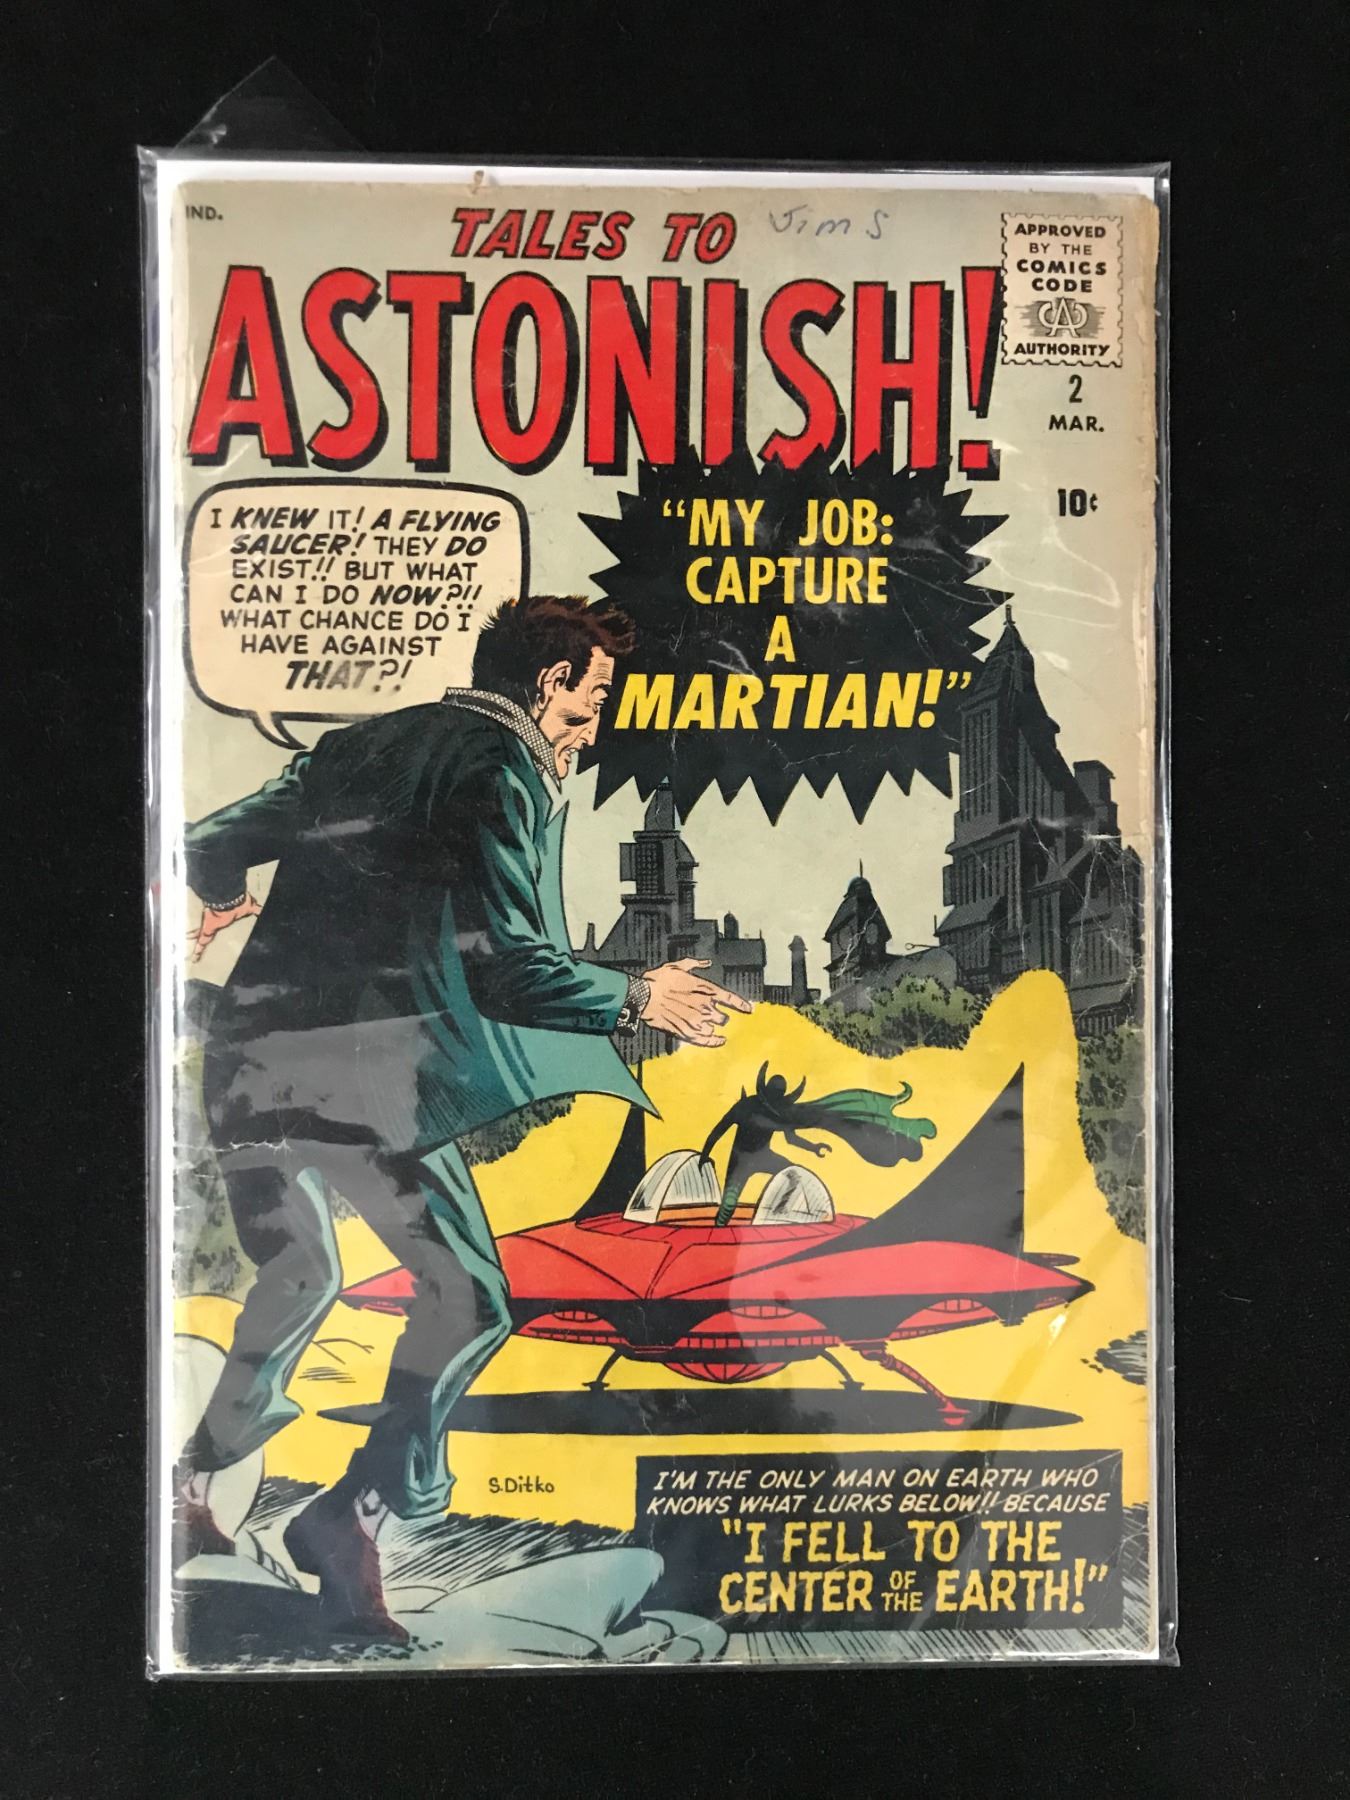 IND.
TALES TO
Jim S
ASTONISH!
APPROVED
BY THE
COMICS
CODE
CA
AUTHORITY
2
MAR.
10¢
I KNEW IT! A FLYING
SAUCER! THEY DO
EXIST!! BUT WHAT
CAN I DO NOW?!!
WHAT CHANCE DO I
HAVE AGAINST
THAT?!
"MY JOB:
CAPTURE
A
MARTIAN!"
S. Ditko
I'M THE ONLY MAN ON EARTH WHO
KNOWS WHAT LURKS BELOW!! BECAUSE
"I FELL TO THE
CENTER OF THE EARTH!"